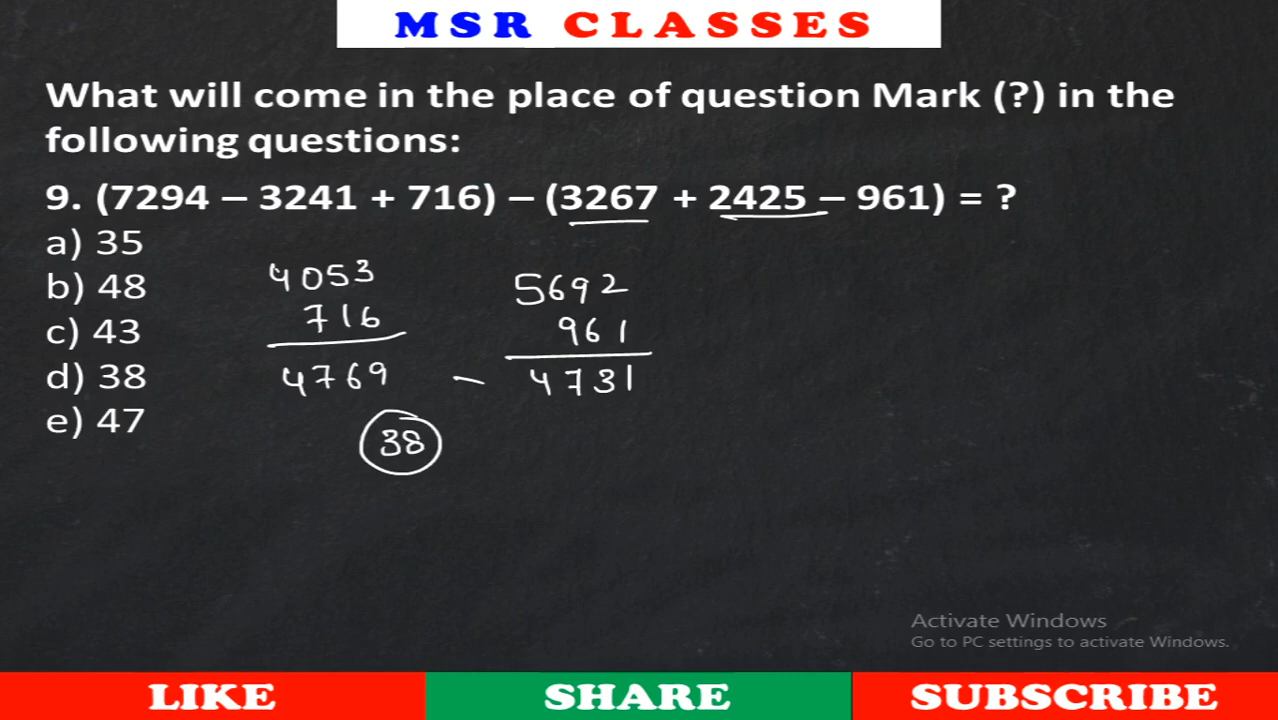 MSR CLASSES
What will come in the place of question Mark (?) in the
following questions:
9. (7294 – 3241 + 716) – (3267 + 2425 – 961) = ?
a) 35
b) 48
c) 43
d) 38
e) 47
4053 5692
716 961
4769 – 4731
38
Activate Windows
Go to PC settings to activate Windows.
LIKE SHARE SUBSCRIBE